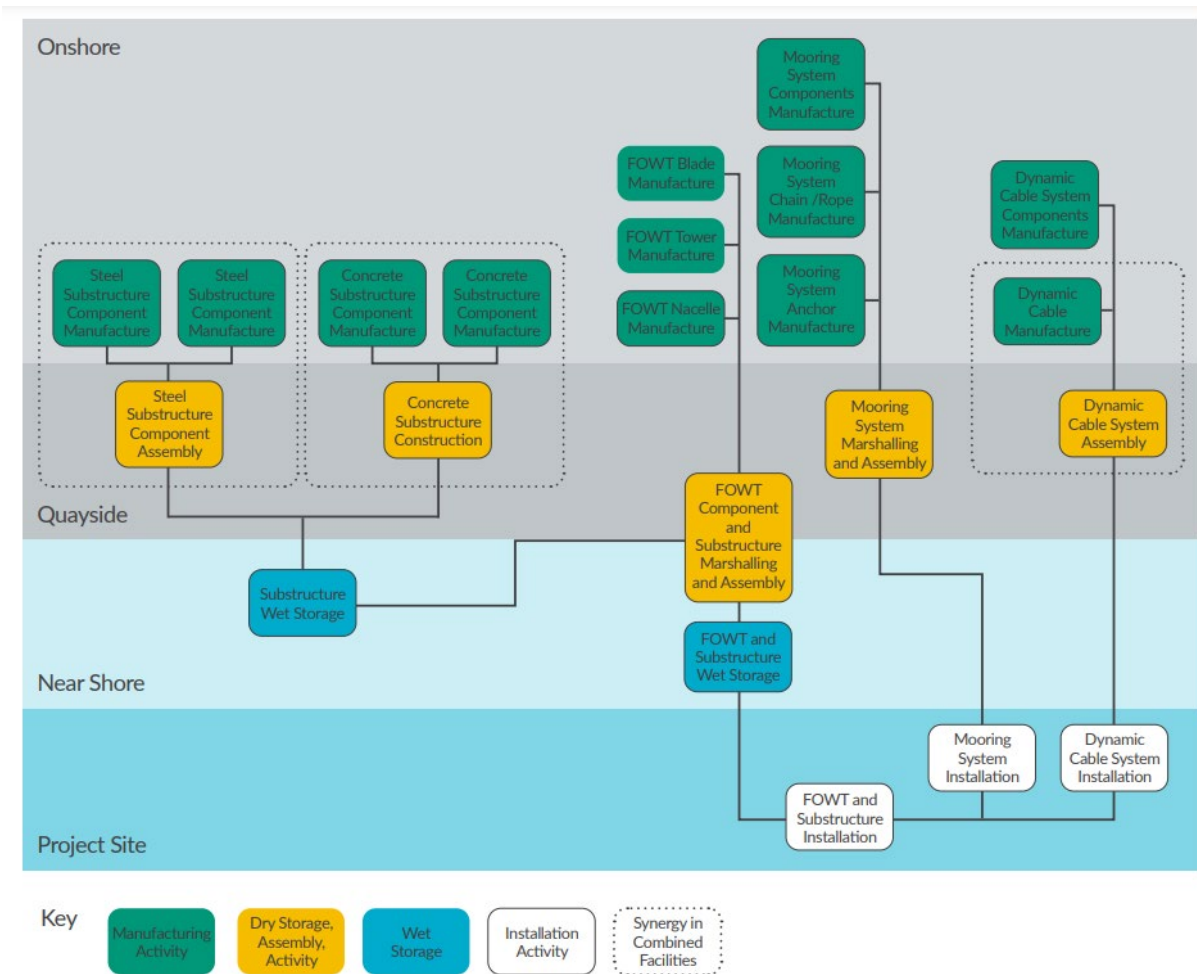 Onshore
Mooring
System
Components
Manufacture
FOWT Blade
Manufacture
Mooring
System
Chain /Rope
Manufacture
Dynamic
Cable System
Components
Manufacture
FOWT Tower
Manufacture
Steel
Substructure
Component
Manufacture
Steel
Substructure
Component
Manufacture
Concrete
Substructure
Component
Manufacture
Concrete
Substructure
Component
Manufacture
FOWT Nacelle
Manufacture
Mooring
System
Anchor
Manufacture
Dynamic
Cable
Manufacture
Steel
Substructure
Component
Assembly
Concrete
Substructure
Construction
Mooring
System
Marshalling
and Assembly
Dynamic
Cable System
Assembly
FOWT
Component
and
Substructure
Marshalling
and Assembly
Quayside
Substructure
Wet Storage
FOWT and
Substructure
Wet Storage
Near Shore
Mooring
System
Installation
Dynamic
Cable System
Installation
FOWT and
Substructure
Installation
Project Site
Key
Manufacturing
Activity
Dry Storage,
Assembly,
Activity
Wet
Storage
Installation
Activity
Synergy in
Combined
Facilities